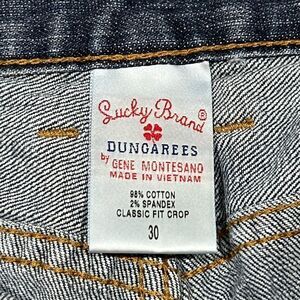 Lucky Brand®
DUNGAREES
by GENE MONTESANO
MADE IN VIETNAM
98% COTTON
2% SPANDEX
CLASSIC FIT CROP
30